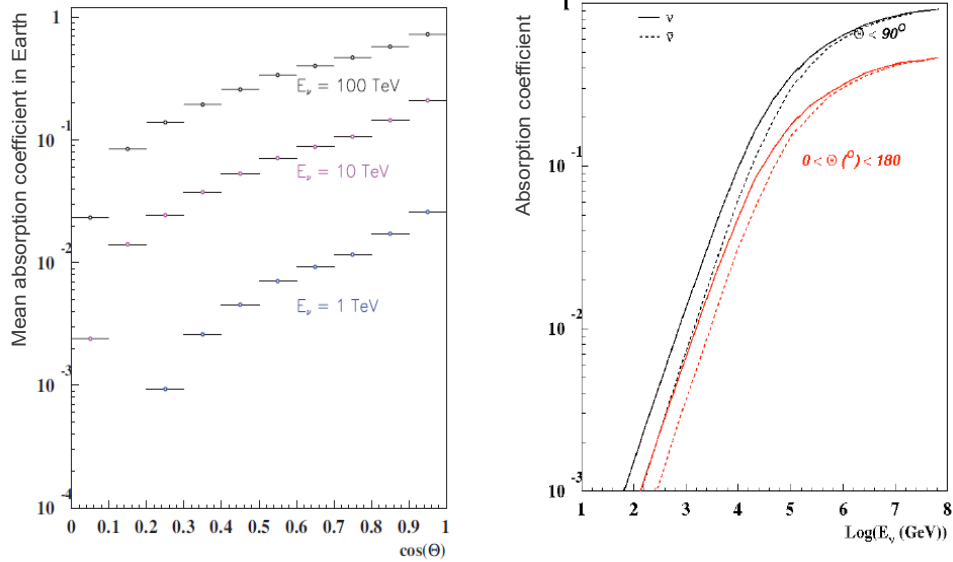 Mean absorption coefficient in Earth
1
10⁻¹
10⁻²
10⁻³
10⁻⁴
E_ν = 100 TeV
E_ν = 10 TeV
E_ν = 1 TeV
0 0.1 0.2 0.3 0.4 0.5 0.6 0.7 0.8 0.9 1
cos(Θ)
Absorption coefficient
1
10⁻¹
10⁻²
10⁻³
ν
ν̄
Θ < 90°
0 < Θ (°) < 180
1 2 3 4 5 6 7 8
Log(E_ν (GeV))